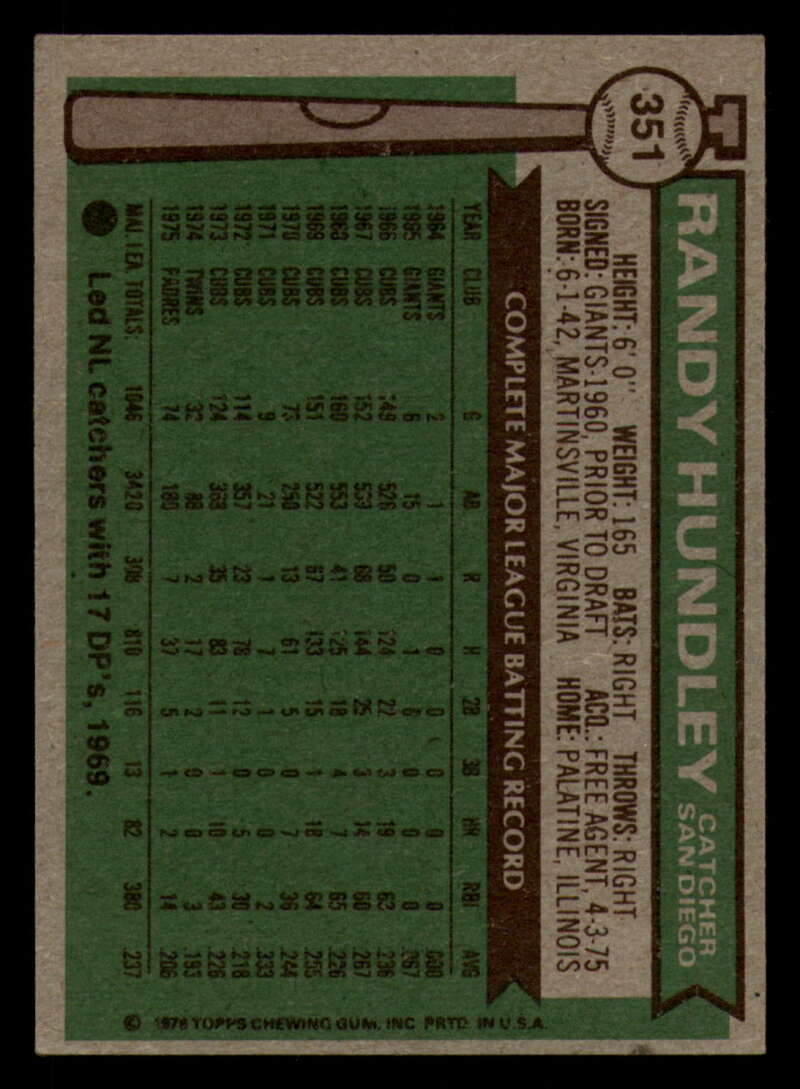 351
RANDY HUNDLEY CATCHER SAN DIEGO
HEIGHT: 6' 0" WEIGHT: 165 BATS: RIGHT THROWS: RIGHT
SIGNED: GIANTS-1960, PRIOR TO DRAFT ACQ.: FREE AGENT, 4-3-75
BORN: 6-1-42, MARTINSVILLE, VIRGINIA HOME: PALATINE, ILLINOIS
COMPLETE MAJOR LEAGUE BATTING RECORD
YEAR CLUB G AB R H 2B 3B HR RBI AVG
1964 GIANTS 2 1 1 0 0 0 0 0 .000
1965 GIANTS 6 15 0 1 0 0 0 0 .067
1966 CUBS 149 526 50 124 22 3 19 63 .236
1967 CUBS 152 539 68 144 25 3 14 60 .267
1968 CUBS 160 553 41 125 18 4 7 65 .226
1969 CUBS 151 522 67 133 15 1 18 64 .255
1970 CUBS 73 250 13 61 5 0 7 36 .244
1971 CUBS 9 21 1 7 1 0 0 2 .333
1972 CUBS 114 357 23 78 12 0 5 30 .218
1973 CUBS 124 368 35 83 11 1 10 43 .226
1974 TWINS 32 88 2 17 2 0 0 3 .193
1975 PADRES 74 180 7 37 5 1 2 14 .206
MAJ. LEA. TOTALS: 1046 3420 308 810 116 13 82 380 .237
Led NL catchers with 17 DP's, 1969.
© 1976 TOPPS CHEWING GUM, INC. PRTD. IN U.S.A.